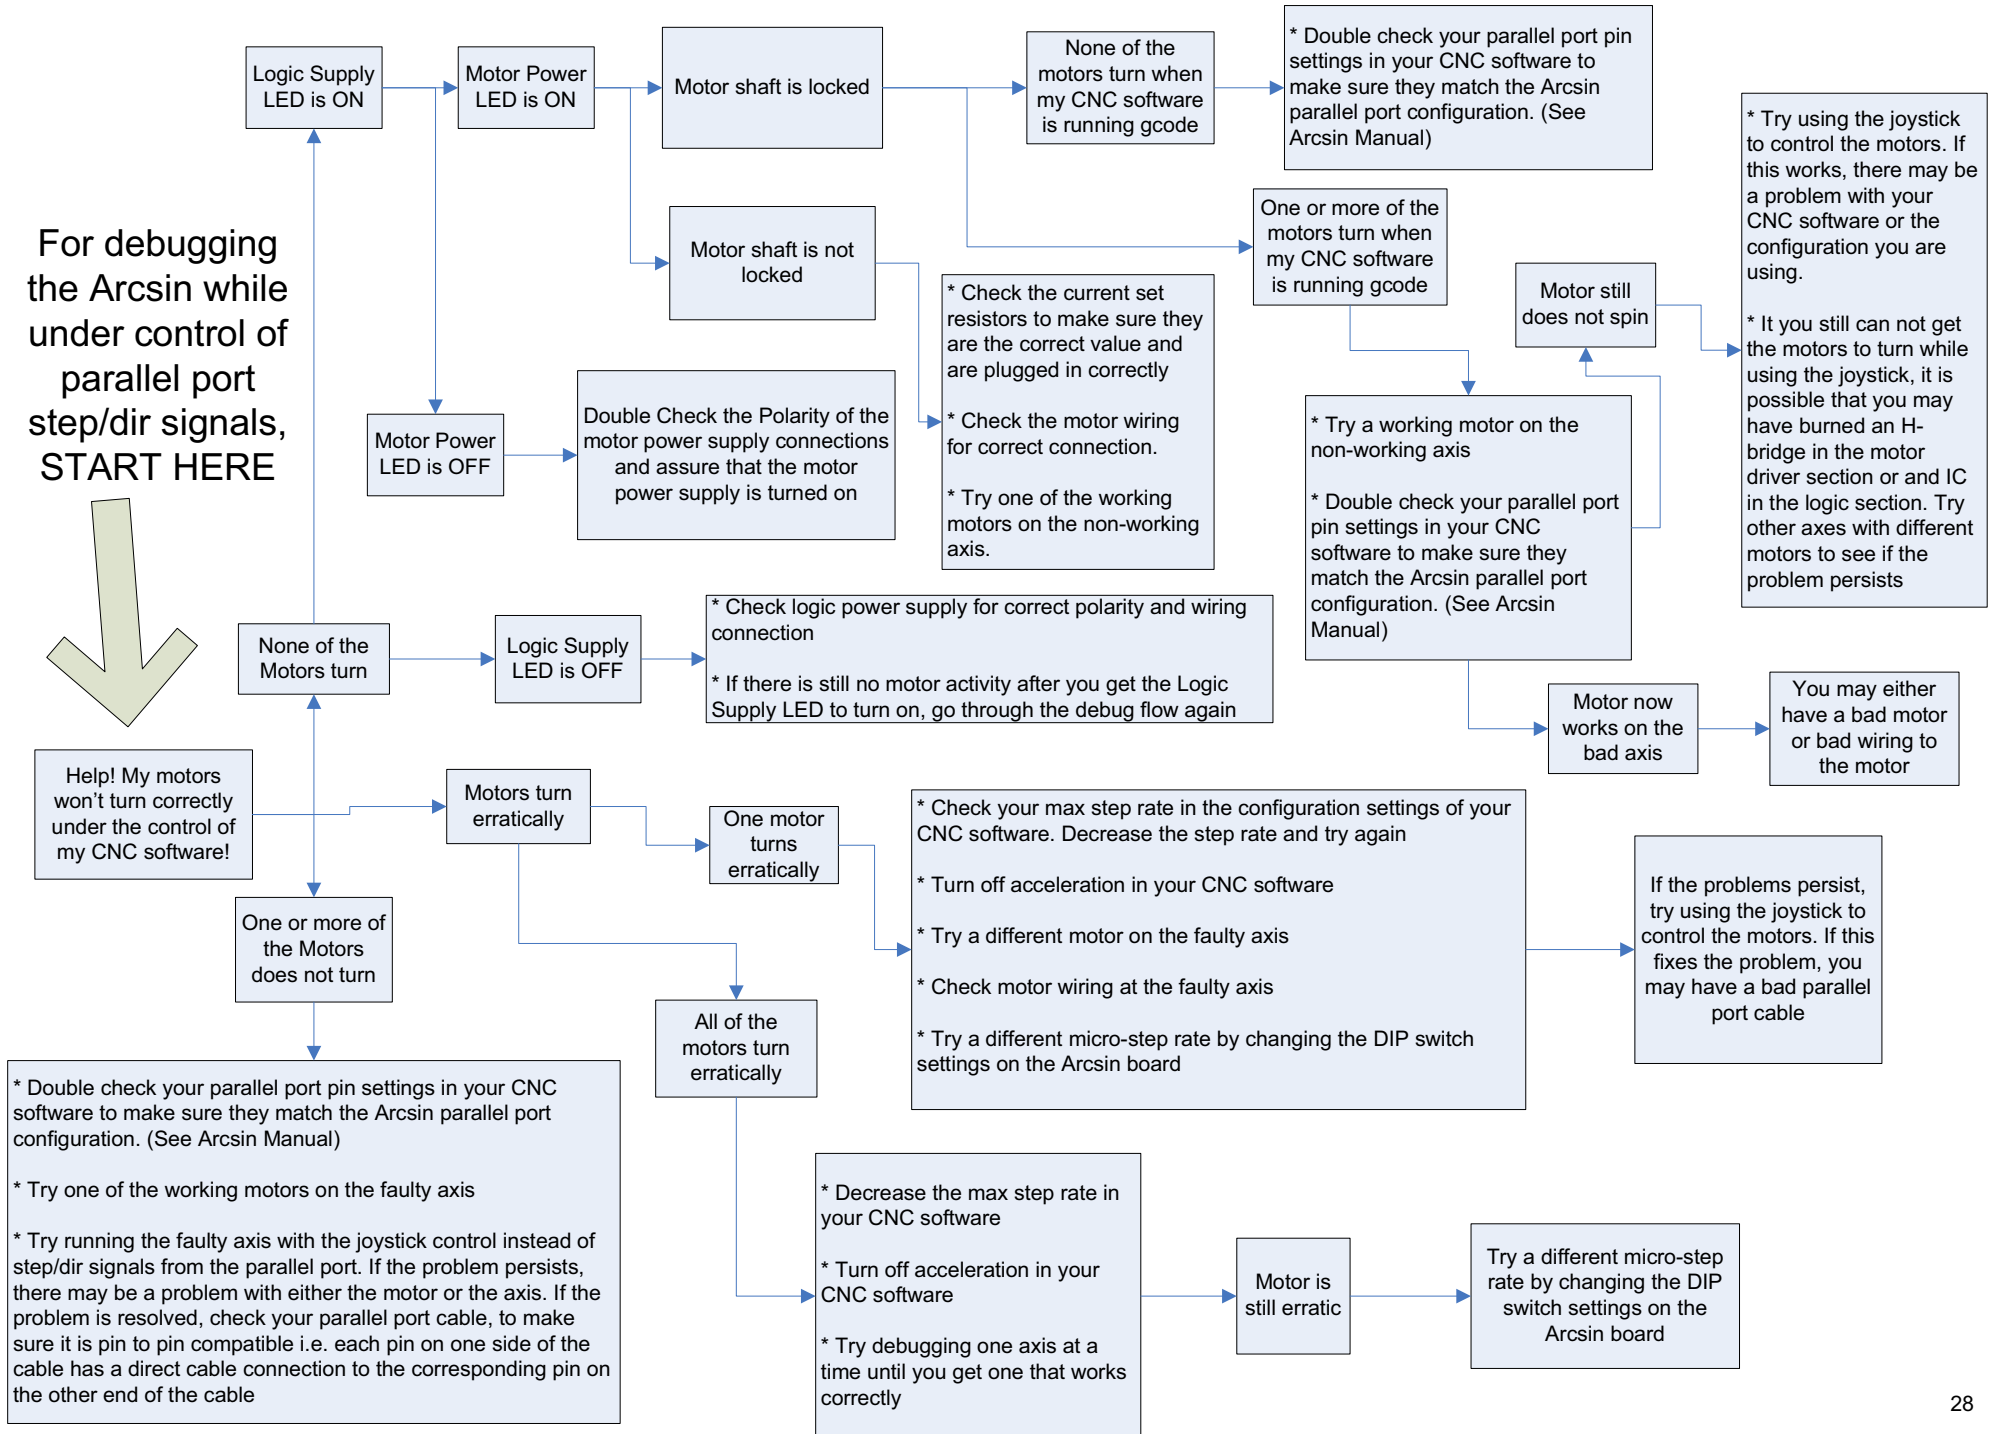 For debugging
the Arcsin while
under control of
parallel port
step/dir signals,
START HERE
Help! My motors
won't turn correctly
under the control of
my CNC software!
None of the
Motors turn
Logic Supply
LED is ON
Motor Power
LED is ON
Motor shaft is locked
None of the
motors turn when
my CNC software
is running gcode
* Double check your parallel port pin
settings in your CNC software to
make sure they match the Arcsin
parallel port configuration. (See
Arcsin Manual)
One or more of the
motors turn when
my CNC software
is running gcode
Motor shaft is not
locked
* Check the current set
resistors to make sure they
are the correct value and
are plugged in correctly
* Check the motor wiring
for correct connection.
* Try one of the working
motors on the non-working
axis.
Motor Power
LED is OFF
Double Check the Polarity of the
motor power supply connections
and assure that the motor
power supply is turned on
* Try a working motor on the
non-working axis
* Double check your parallel port
pin settings in your CNC
software to make sure they
match the Arcsin parallel port
configuration. (See Arcsin
Manual)
Motor still
does not spin
* Try using the joystick
to control the motors. If
this works, there may be
a problem with your
CNC software or the
configuration you are
using.
* It you still can not get
the motors to turn while
using the joystick, it is
possible that you may
have burned an H-
bridge in the motor
driver section or and IC
in the logic section. Try
other axes with different
motors to see if the
problem persists
Motor now
works on the
bad axis
You may either
have a bad motor
or bad wiring to
the motor
Logic Supply
LED is OFF
* Check logic power supply for correct polarity and wiring
connection
* If there is still no motor activity after you get the Logic
Supply LED to turn on, go through the debug flow again
Motors turn
erratically
One motor
turns
erratically
* Check your max step rate in the configuration settings of your
CNC software. Decrease the step rate and try again
* Turn off acceleration in your CNC software
* Try a different motor on the faulty axis
* Check motor wiring at the faulty axis
* Try a different micro-step rate by changing the DIP switch
settings on the Arcsin board
If the problems persist,
try using the joystick to
control the motors. If this
fixes the problem, you
may have a bad parallel
port cable
All of the
motors turn
erratically
* Decrease the max step rate in
your CNC software
* Turn off acceleration in your
CNC software
* Try debugging one axis at a
time until you get one that works
correctly
Motor is
still erratic
Try a different micro-step
rate by changing the DIP
switch settings on the
Arcsin board
One or more of
the Motors
does not turn
* Double check your parallel port pin settings in your CNC
software to make sure they match the Arcsin parallel port
configuration. (See Arcsin Manual)
* Try one of the working motors on the faulty axis
* Try running the faulty axis with the joystick control instead of
step/dir signals from the parallel port. If the problem persists,
there may be a problem with either the motor or the axis. If the
problem is resolved, check your parallel port cable, to make
sure it is pin to pin compatible i.e. each pin on one side of the
cable has a direct cable connection to the corresponding pin on
the other end of the cable
28